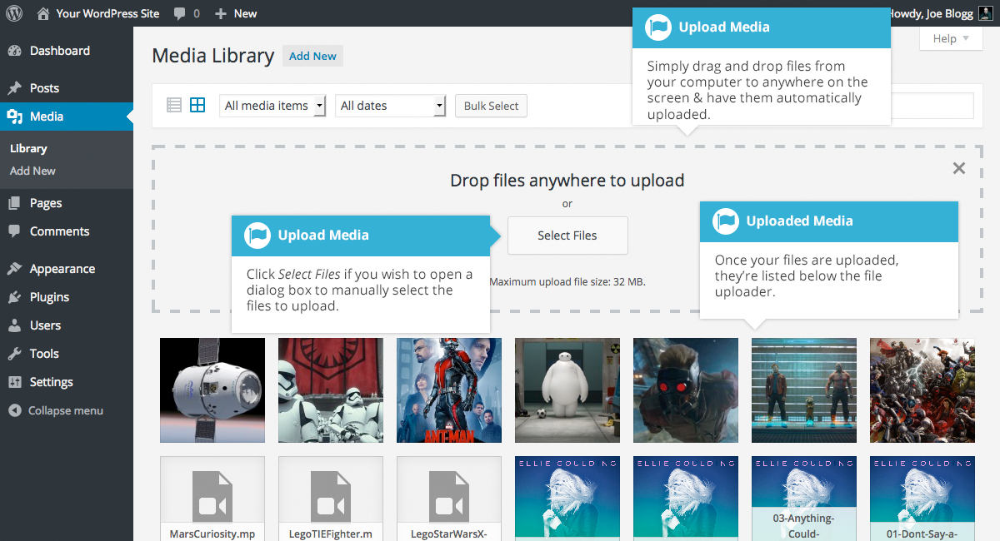 Your WordPress Site
0
New
Howdy, Joe Blogg
Dashboard
Posts
Media
Library
Add New
Pages
Comments
Appearance
Plugins
Users
Tools
Settings
Collapse menu
Media Library
Add New
Help
All media items
All dates
Bulk Select
Upload Media
Simply drag and drop files from
your computer to anywhere on the
screen & have them automatically
uploaded.
Drop files anywhere to upload
or
Select Files
Maximum upload file size: 32 MB.
Upload Media
Click Select Files if you wish to open a
dialog box to manually select the
files to upload.
Uploaded Media
Once your files are uploaded,
they’re listed below the file
uploader.
ANT-MAN
MarsCuriosity.mp
LegoTIEFighter.m
LegoStarWarsX-
ELLIE GOULDING
ELLIE GOULDING
ELLIE GOULDING
03-Anything-
Could-
ELLIE GOULDING
01-Dont-Say-a-